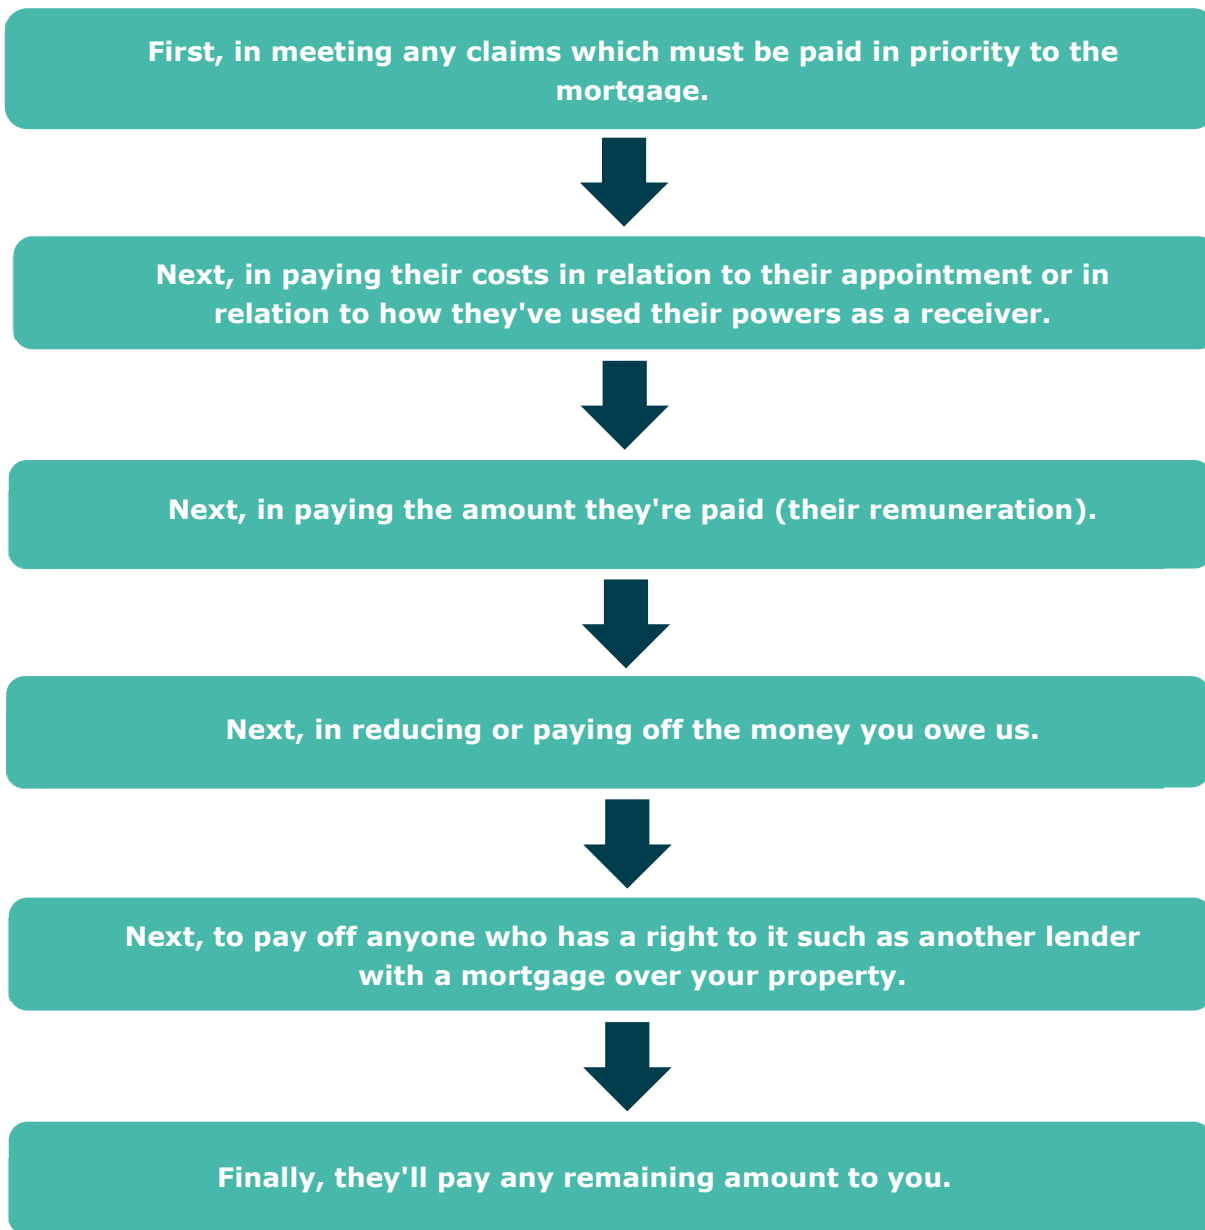 First, in meeting any claims which must be paid in priority to the
mortgage.
Next, in paying their costs in relation to their appointment or in
relation to how they've used their powers as a receiver.
Next, in paying the amount they're paid (their remuneration).
Next, in reducing or paying off the money you owe us.
Next, to pay off anyone who has a right to it such as another lender
with a mortgage over your property.
Finally, they'll pay any remaining amount to you.